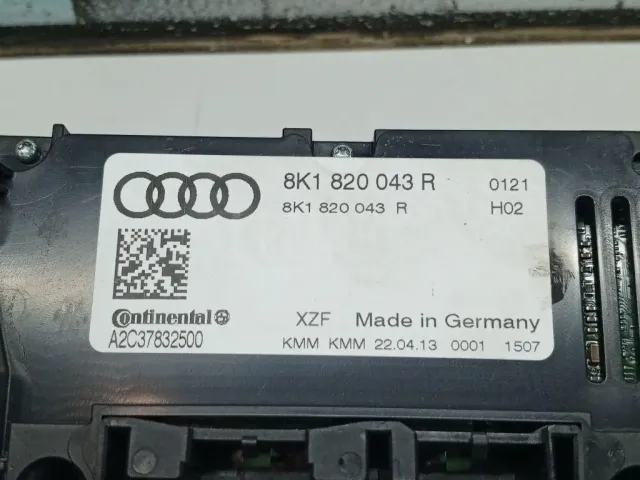 8K1 820 043 R 0121
8K1 820 043 R H02
Continental
A2C37832500
XZF Made in Germany
KMM KMM 22.04.13 0001 1507